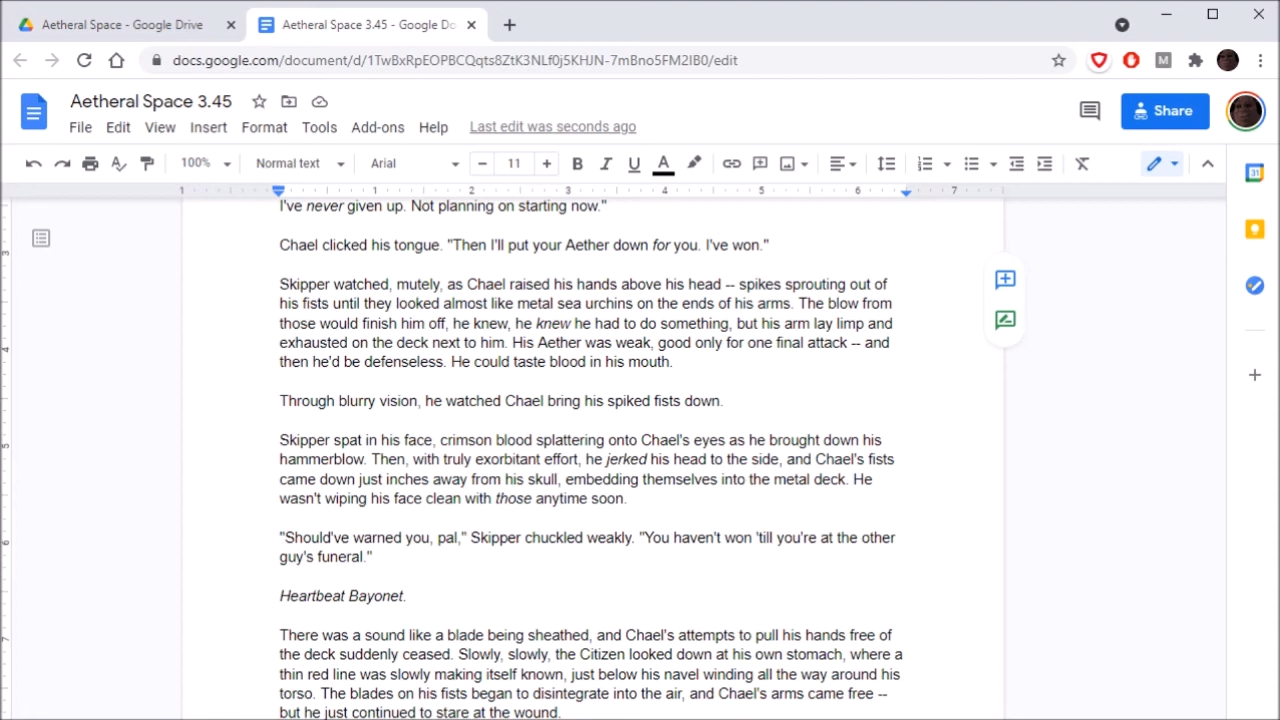 Aetheral Space - Google Drive
Aetheral Space 3.45 - Google Do
docs.google.com/document/d/1TwBxRpEOPBCQqts8ZtK3NLf0j5KHJN-7mBno5FM2IB0/edit
Aetheral Space 3.45
Share
File Edit View Insert Format Tools Add-ons Help Last edit was seconds ago
100% Normal text Arial 11
1 1 2 3 4 5 6 7
I've never given up. Not planning on starting now."
Chael clicked his tongue. "Then I'll put your Aether down for you. I've won."
Skipper watched, mutely, as Chael raised his hands above his head -- spikes sprouting out of
his fists until they looked almost like metal sea urchins on the ends of his arms. The blow from
those would finish him off, he knew, he knew he had to do something, but his arm lay limp and
exhausted on the deck next to him. His Aether was weak, good only for one final attack -- and
then he'd be defenseless. He could taste blood in his mouth.
Through blurry vision, he watched Chael bring his spiked fists down.
Skipper spat in his face, crimson blood splattering onto Chael's eyes as he brought down his
hammerblow. Then, with truly exorbitant effort, he jerked his head to the side, and Chael's fists
came down just inches away from his skull, embedding themselves into the metal deck. He
wasn't wiping his face clean with those anytime soon.
"Should've warned you, pal," Skipper chuckled weakly. "You haven't won 'till you're at the other
guy's funeral."
Heartbeat Bayonet.
There was a sound like a blade being sheathed, and Chael's attempts to pull his hands free of
the deck suddenly ceased. Slowly, slowly, the Citizen looked down at his own stomach, where a
thin red line was slowly making itself known, just below his navel winding all the way around his
torso. The blades on his fists began to disintegrate into the air, and Chael's arms came free --
but he just continued to stare at the wound.
3
4
5
6
7
31